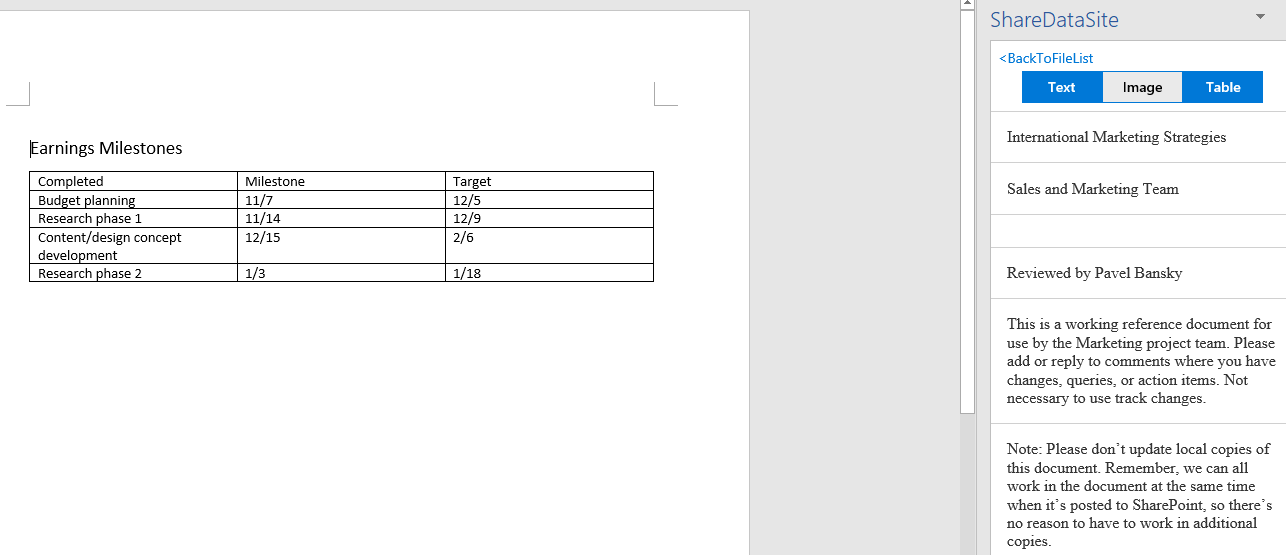 Earnings Milestones
Completed Milestone Target
Budget planning 11/7 12/5
Research phase 1 11/14 12/9
Content/design concept 12/15 2/6
development
Research phase 2 1/3 1/18
ShareDataSite
<BackToFileList
Text Image Table
International Marketing Strategies
Sales and Marketing Team
Reviewed by Pavel Bansky
This is a working reference document for
use by the Marketing project team. Please
add or reply to comments where you have
changes, queries, or action items. Not
necessary to use track changes.
Note: Please don’t update local copies of
this document. Remember, we can all
work in the document at the same time
when it’s posted to SharePoint, so there’s
no reason to have to work in additional
copies.